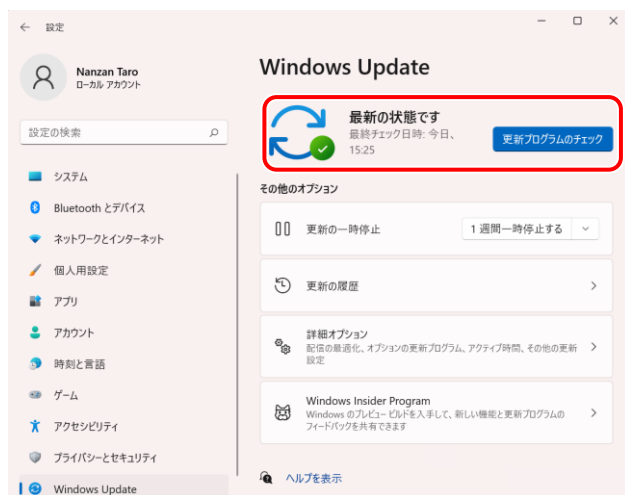 設定
Nanzan Taro
ローカル アカウント
設定の検索
システム
Bluetooth とデバイス
ネットワークとインターネット
個人用設定
アプリ
アカウント
時刻と言語
ゲーム
アクセシビリティ
プライバシーとセキュリティ
Windows Update
Windows Update
最新の状態です
最終チェック日時: 今日、
15:25
更新プログラムのチェック
その他のオプション
更新の一時停止
1 週間一時停止する
更新の履歴
詳細オプション
配信の最適化、オプションの更新プログラム、アクティブ時間、その他の更新
設定
Windows Insider Program
Windows のプレビュー ビルドを入手して、新しい機能と更新プログラムの
フィードバックを共有できます
ヘルプを表示